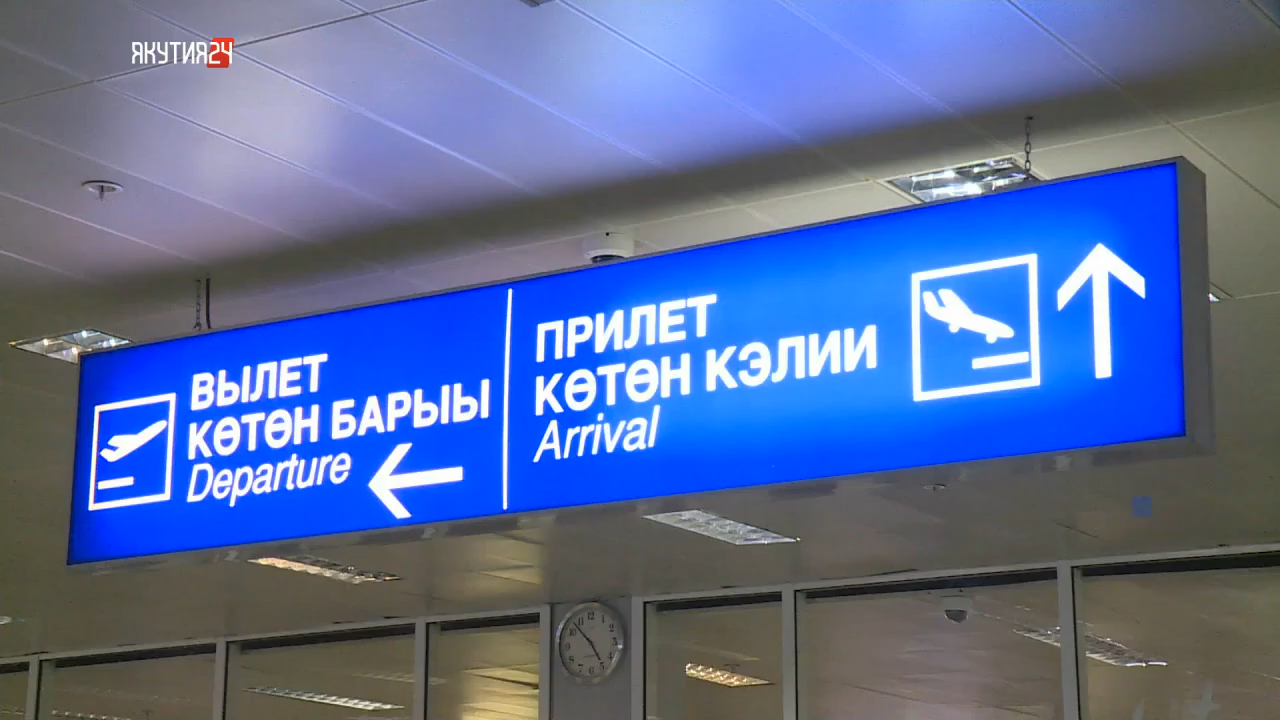 ЯКУТИЯ24
ВЫЛЕТ
КӨТӨН БАРЫЫ
Departure
ПРИЛЕТ
КӨТӨН КЭЛИИ
Arrival